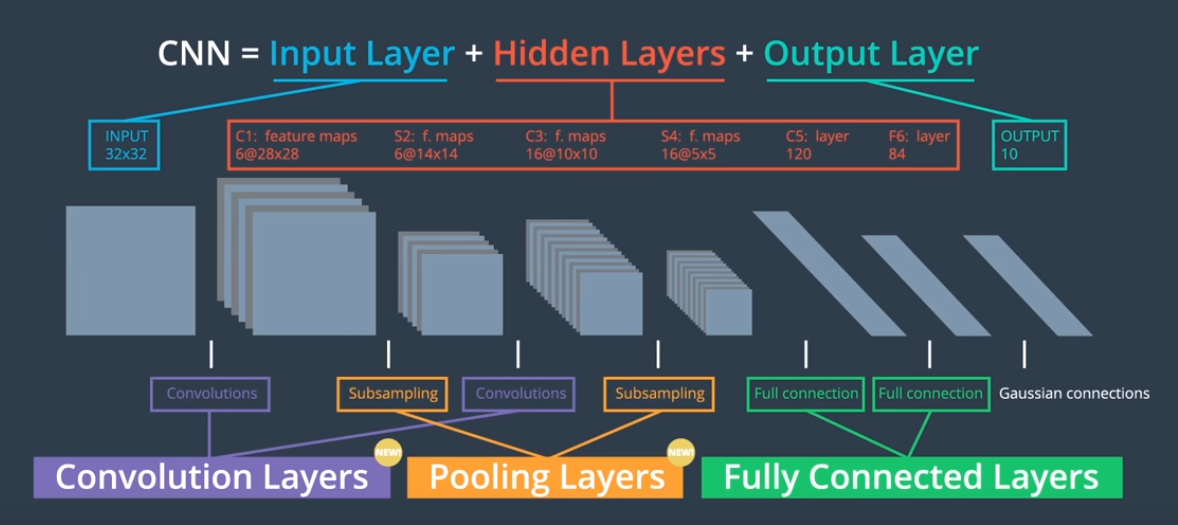 CNN = Input Layer + Hidden Layers + Output Layer
INPUT
32x32
C1: feature maps
6@28x28
S2: f. maps
6@14x14
C3: f. maps
16@10x10
S4: f. maps
16@5x5
C5: layer
120
F6: layer
84
OUTPUT
10
Convolutions
Subsampling
Convolutions
Subsampling
Full connection
Full connection
Gaussian connections
NEW!
NEW!
Convolution Layers
Pooling Layers
Fully Connected Layers